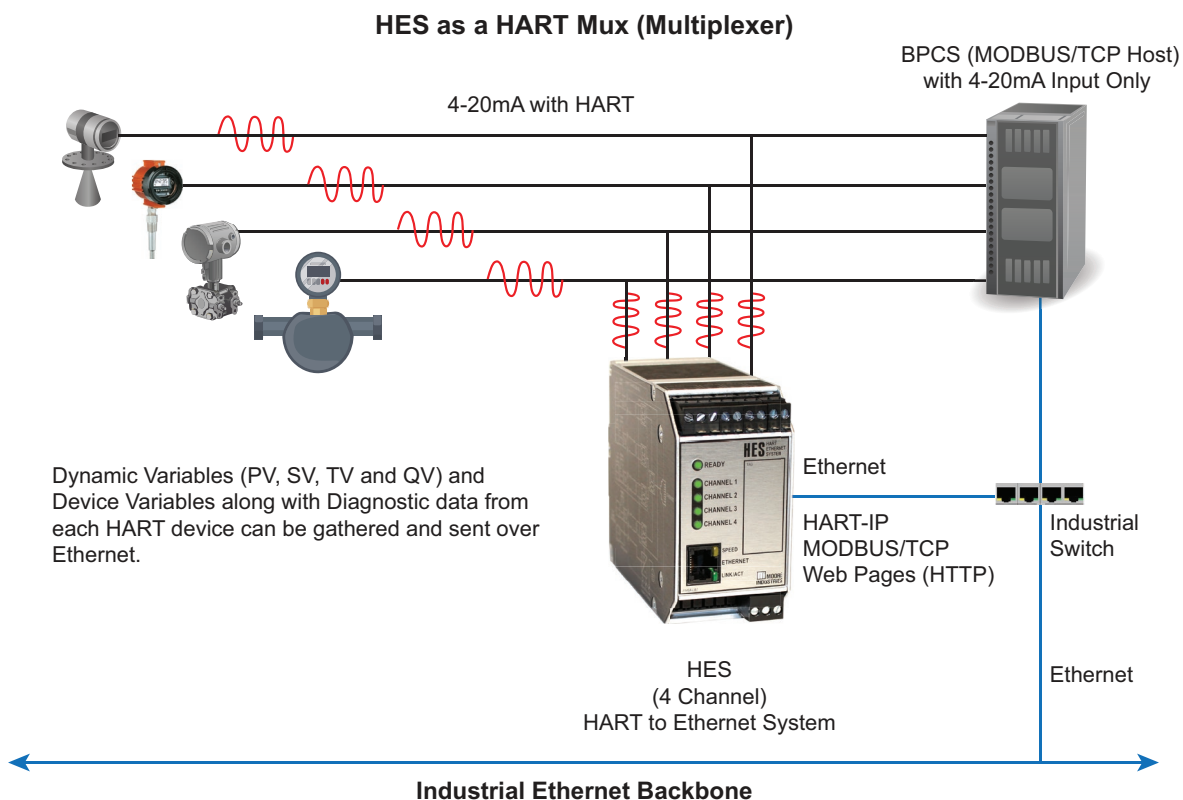 HES as a HART Mux (Multiplexer)
BPCS (MODBUS/TCP Host)
with 4-20mA Input Only
4-20mA with HART
Dynamic Variables (PV, SV, TV and QV) and
Device Variables along with Diagnostic data from
each HART device can be gathered and sent over
Ethernet.
HES HART
ETHERNET
SYSTEM
READY
CHANNEL 1
CHANNEL 2
CHANNEL 3
CHANNEL 4
SPEED
ETHERNET
LINK/ACT
MOORE
INDUSTRIES
Ethernet
HART-IP
MODBUS/TCP
Web Pages (HTTP)
Industrial
Switch
HES
(4 Channel)
HART to Ethernet System
Ethernet
Industrial Ethernet Backbone